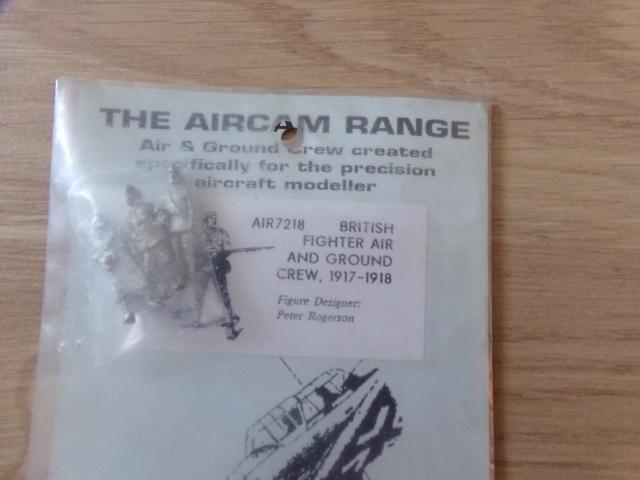 THE AIRCAM RANGE
Air & Ground Crew created
specifically for the precision
aircraft modeller
AIR7218 BRITISH
FIGHTER AIR
AND GROUND
CREW, 1917-1918
Figure Designer:
Peter Rogerson